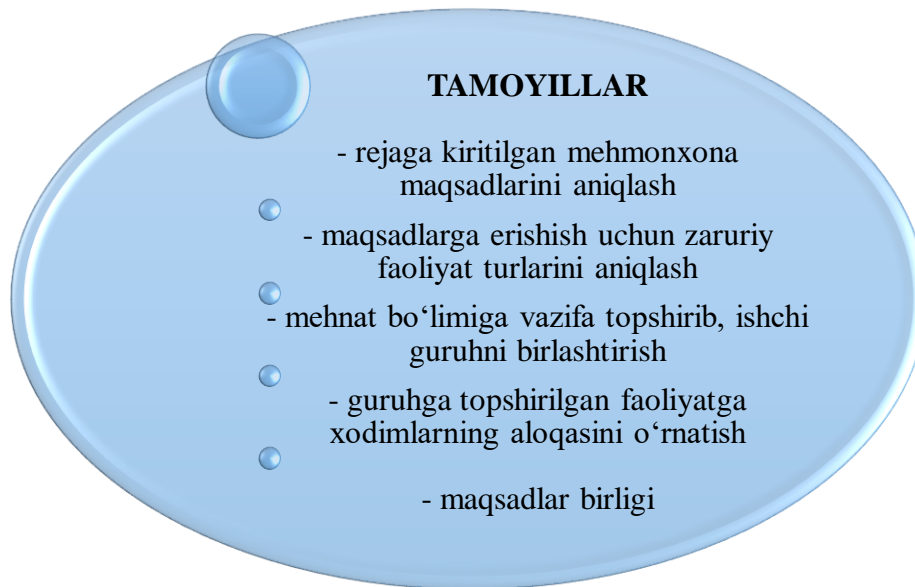 TAMOYILLAR
- rejaga kiritilgan mehmonxona
maqsadlarini aniqlash
- maqsadlarga erishish uchun zaruriy
faoliyat turlarini aniqlash
- mehnat bo‘limiga vazifa topshirib, ishchi
guruhni birlashtirish
- guruhga topshirilgan faoliyatga
xodimlarning aloqasini o‘rnatish
- maqsadlar birligi